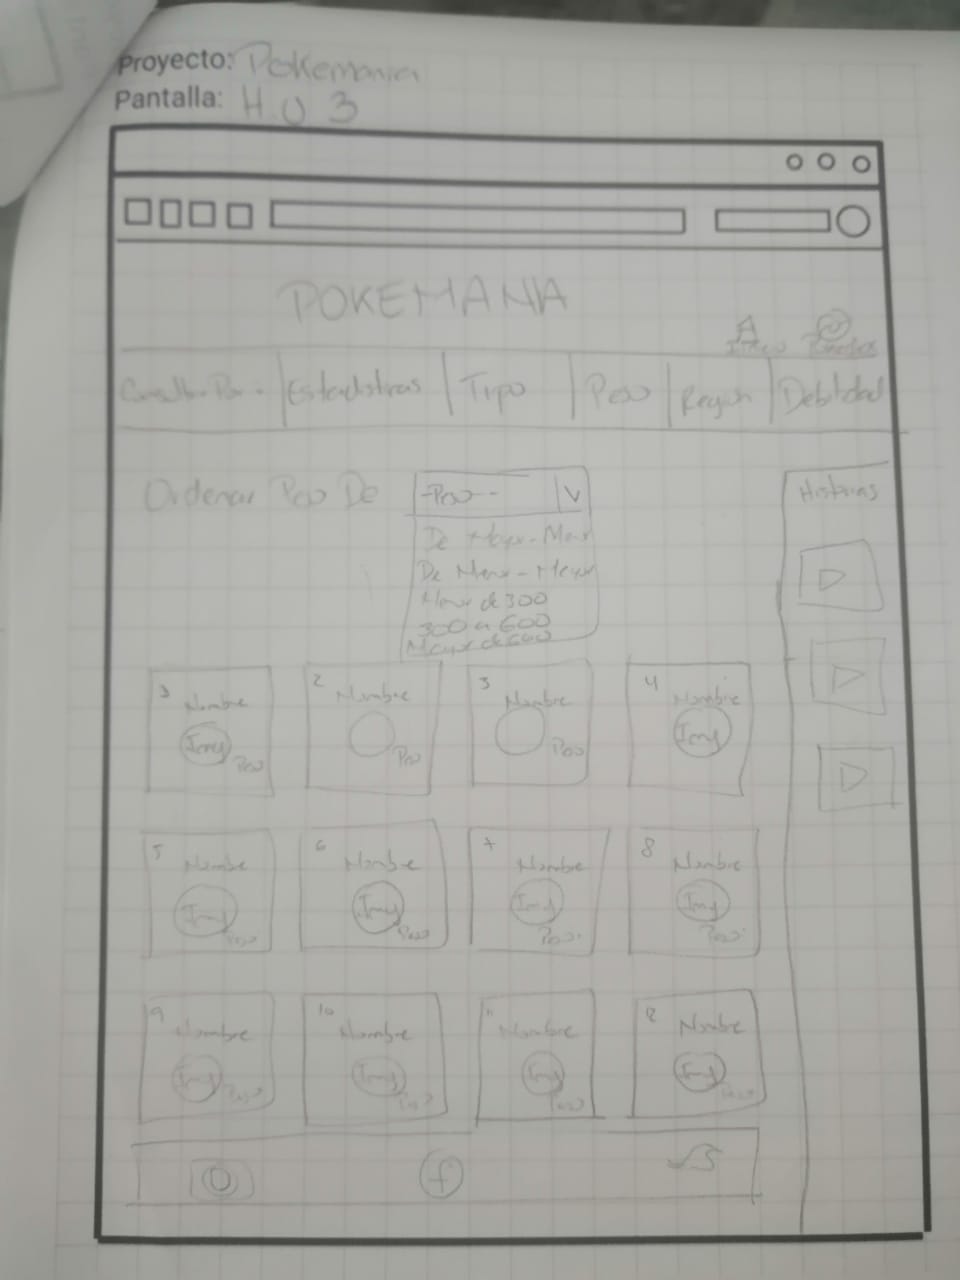 Proyecto: Pokemania
Pantalla: H.U 3
POKEMANIA
Inicio Pokedex
Consultar Por: Estadisticas Tipo Peso Region Debilidad
Ordenar Peso De -Peso-- Historias
De Mayor-Menor
De Menor-Mayor
Menor de 300
300 a 600
Mayor de 600
1 Nombre Img Peso
2 Nombre Peso
3 Nombre Peso
4 Nombre Img
5 Nombre Img Peso
6 Nombre Img Peso
7 Nombre Img Peso.
8 Nombre Img Peso.
9 Nombre Img Peso
10 Nombre Img Peso
11 Nombre Img Peso
12 Nombre Img Peso
f